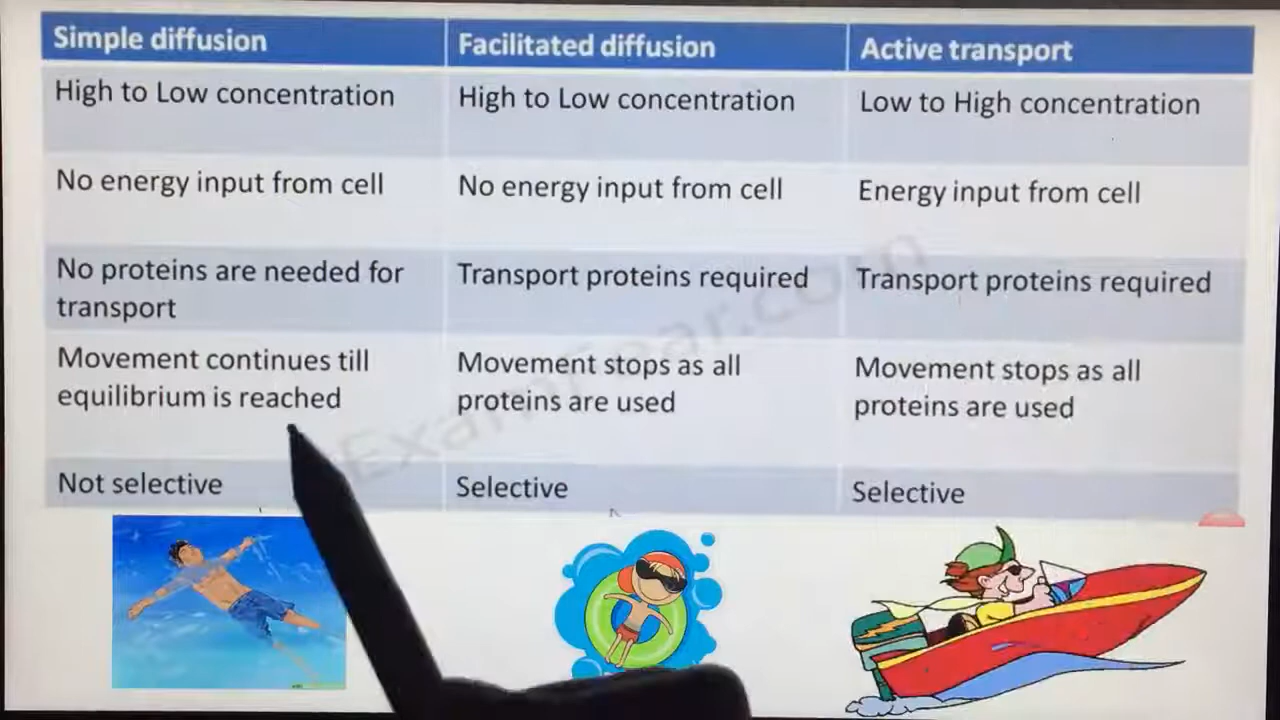 Simple diffusion
Facilitated diffusion
Active transport
High to Low concentration
High to Low concentration
Low to High concentration
No energy input from cell
No energy input from cell
Energy input from cell
No proteins are needed for
transport
Transport proteins required
Transport proteins required
Movement continues till
equilibrium is reached
Movement stops as all
proteins are used
Movement stops as all
proteins are used
Not selective
Selective
Selective
ExamFear.com